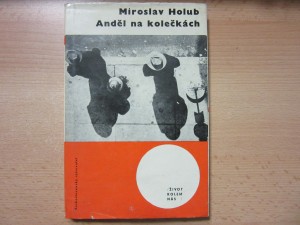 Miroslav Holub
Anděl na kolečkách
ŽIVOT
KOLEM
NÁS